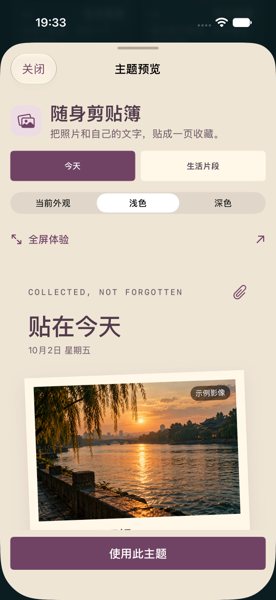 19:33
关闭
主题预览
随身剪贴簿
把照片和自己的文字，贴成一页收藏。
今天
生活片段
当前外观
浅色
深色
全屏体验
COLLECTED, NOT FORGOTTEN
贴在今天
10月2日 星期五
示例影像
使用此主题